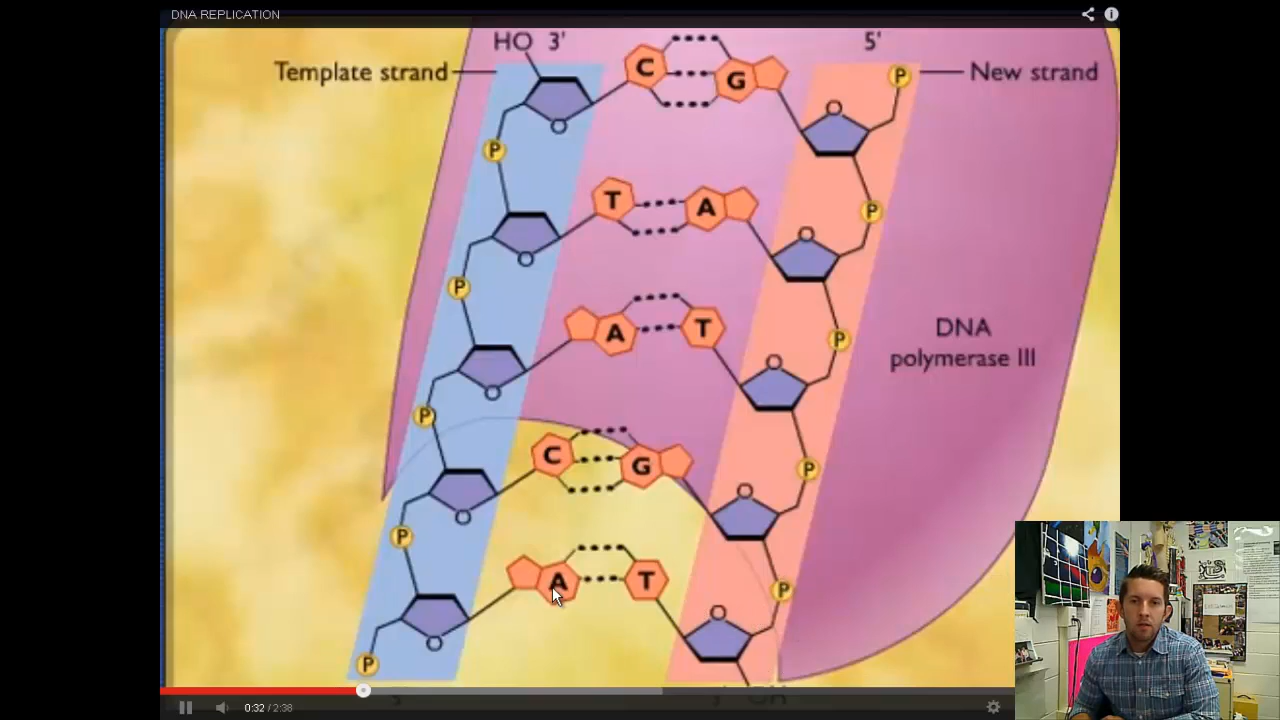 DNA REPLICATION
HO 3' 5'
Template strand
New strand
C G
P
P
T A
P
P
A T
DNA
polymerase III
P
P
C G
P
P
A T
P
P
0:32 / 2:38